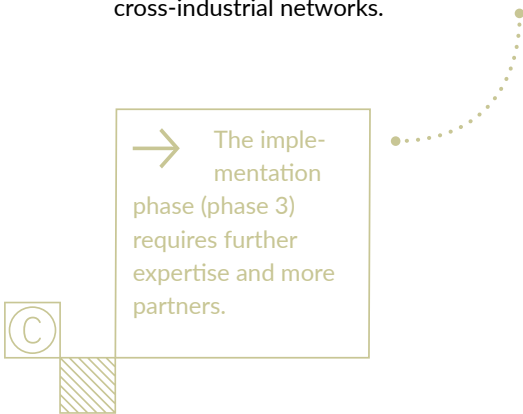 cross-industrial networks.
The imple-
mentation
phase (phase 3)
requires further
expertise and more
partners.
C